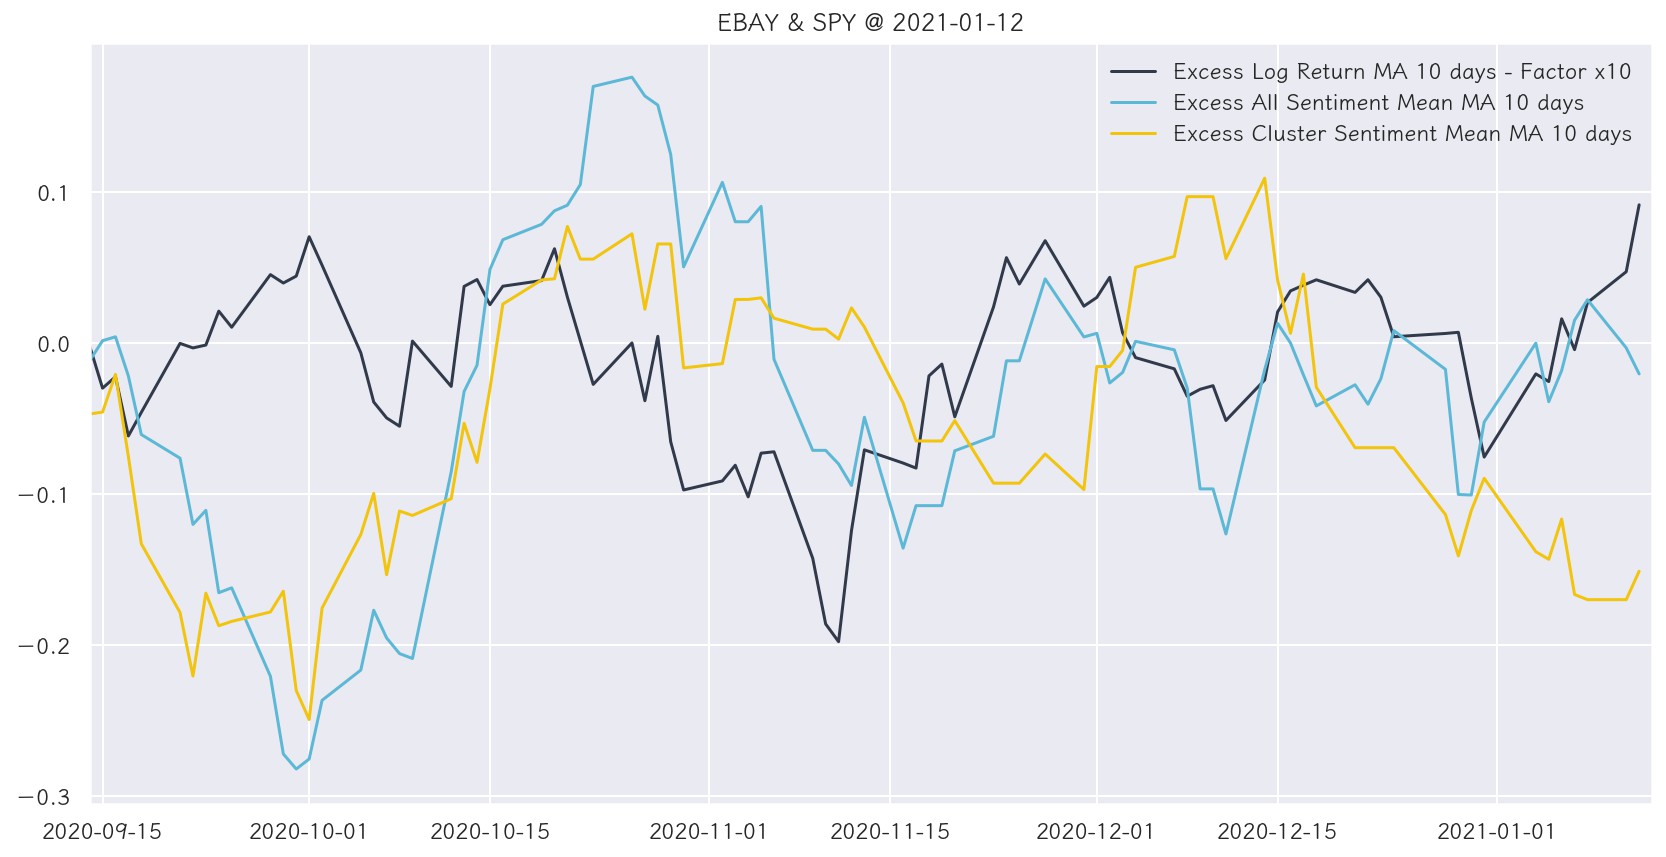 EBAY & SPY @ 2021-01-12
Excess Log Return MA 10 days - Factor x10
Excess All Sentiment Mean MA 10 days
Excess Cluster Sentiment Mean MA 10 days
0.1
0.0
−0.1
−0.2
−0.3
2020-09-15 2020-10-01 2020-10-15 2020-11-01 2020-11-15 2020-12-01 2020-12-15 2021-01-01